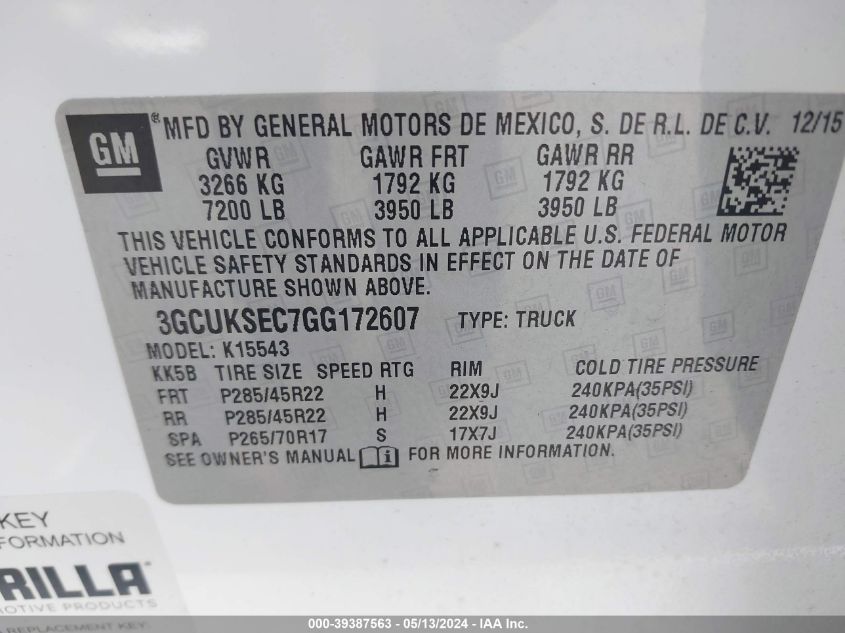 GM ® MFD BY GENERAL MOTORS DE MEXICO, S. DE R.L. DE C.V. 12/15
GVWR GAWR FRT GAWR RR
3266 KG 1792 KG 1792 KG
7200 LB 3950 LB 3950 LB
THIS VEHICLE CONFORMS TO ALL APPLICABLE U.S. FEDERAL MOTOR
VEHICLE SAFETY STANDARDS IN EFFECT ON THE DATE OF
MANUFACTURE SHOWN ABOVE.
3GCUKSEC7GG172607 TYPE: TRUCK
MODEL: K15543
KK5B TIRE SIZE SPEED RTG RIM COLD TIRE PRESSURE
FRT P285/45R22 H 22X9J 240KPA(35PSI)
RR P285/45R22 H 22X9J 240KPA(35PSI)
SPA P265/70R17 S 17X7J 240KPA(35PSI)
SEE OWNER'S MANUAL i FOR MORE INFORMATION.
KEY
FORMATION
RILLA
MOTIVE PRODUCTS
REPLACEMENT KEY:
000-39387563 - 05/13/2024 - IAA Inc.